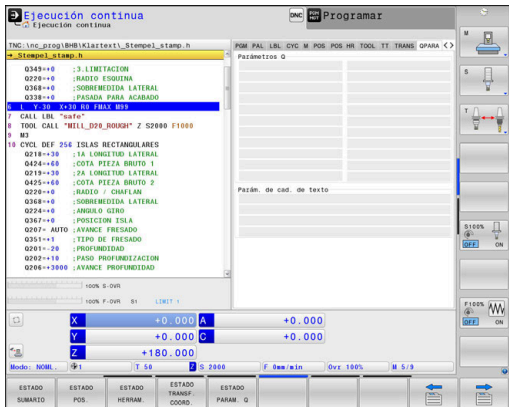 Ejecución continua
Ejecución continua
DNC
Programar
TNC:\nc_prog\BHB\Klartext\_Stempel_stamp.h
→_Stempel_stamp.h
Q349=+0 ;3.LIMITACION
Q220=+0 ;RADIO ESQUINA
Q368=+0 ;SOBREMEDIDA LATERAL
Q338=+0 ;PASADA PARA ACABADO
6 L Y-30 X+30 R0 FMAX M99
7 CALL LBL "safe"
8 TOOL CALL "MILL_D20_ROUGH" Z S2000 F1000
9 M3
10 CYCL DEF 256 ISLAS RECTANGULARES
Q218=+30 ;1A LONGITUD LATERAL
Q424=+60 ;COTA PIEZA BRUTO 1
Q219=+30 ;2A LONGITUD LATERAL
Q425=+60 ;COTA PIEZA BRUTO 2
Q220=+0 ;RADIO / CHAFLAN
Q368=+0 ;SOBREMEDIDA LATERAL
Q224=+0 ;ANGULO GIRO
Q367=+0 ;POSICION ISLA
Q207= AUTO ;AVANCE FRESADO
Q351=+1 ;TIPO DE FRESADO
Q201=-20 ;PROFUNDIDAD
Q202=+10 ;PASO PROFUNDIZACION
Q206=+3000 ;AVANCE PROFUNDIDAD
PGM PAL LBL CYC M POS POS HR TOOL TT TRANS QPARA
Parámetros Q
Parám. de cad. de texto
100% S-OVR
100% F-OVR S1 LIMIT 1
X +0.000 A +0.000
Y +0.000 C +0.000
Z +180.000
Modo: NOML. 1 T 50 Z S 2000 F 0mm/min Ovr 100% M 5/9
ESTADO SUMARIO
ESTADO POS.
ESTADO HERRAM.
ESTADO TRANSF. COORD.
ESTADO PARAM. Q
M
S
T
S100%
OFF ON
F100%
OFF ON